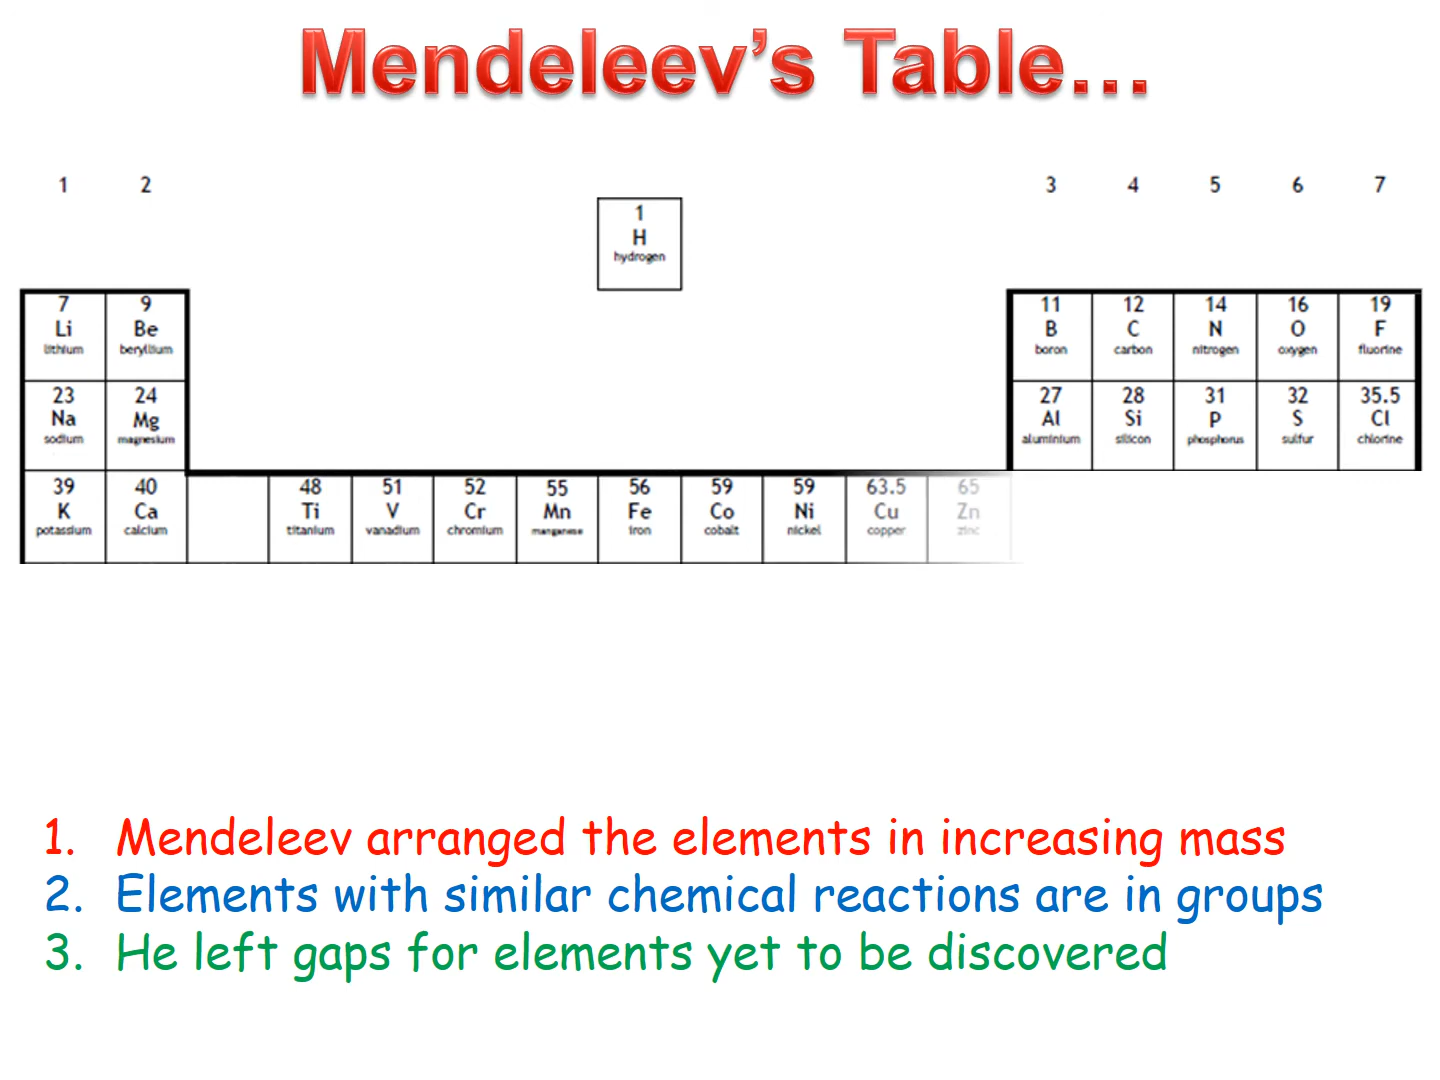 Mendeleev's Table...
1 2 3 4 5 6 7
1
H
hydrogen
7 9 11 12 14 16 19
Li Be B C N O F
lithium beryllium boron carbon nitrogen oxygen fluorine
23 24 27 28 31 32 35.5
Na Mg Al Si P S Cl
sodium magnesium aluminium silicon phosphorus sulfur chlorine
39 40 48 51 52 55 56 59 59 63.5 65
K Ca Ti V Cr Mn Fe Co Ni Cu Zn
potassium calcium titanium vanadium chromium manganese iron cobalt nickel copper zinc
1. Mendeleev arranged the elements in increasing mass
2. Elements with similar chemical reactions are in groups
3. He left gaps for elements yet to be discovered